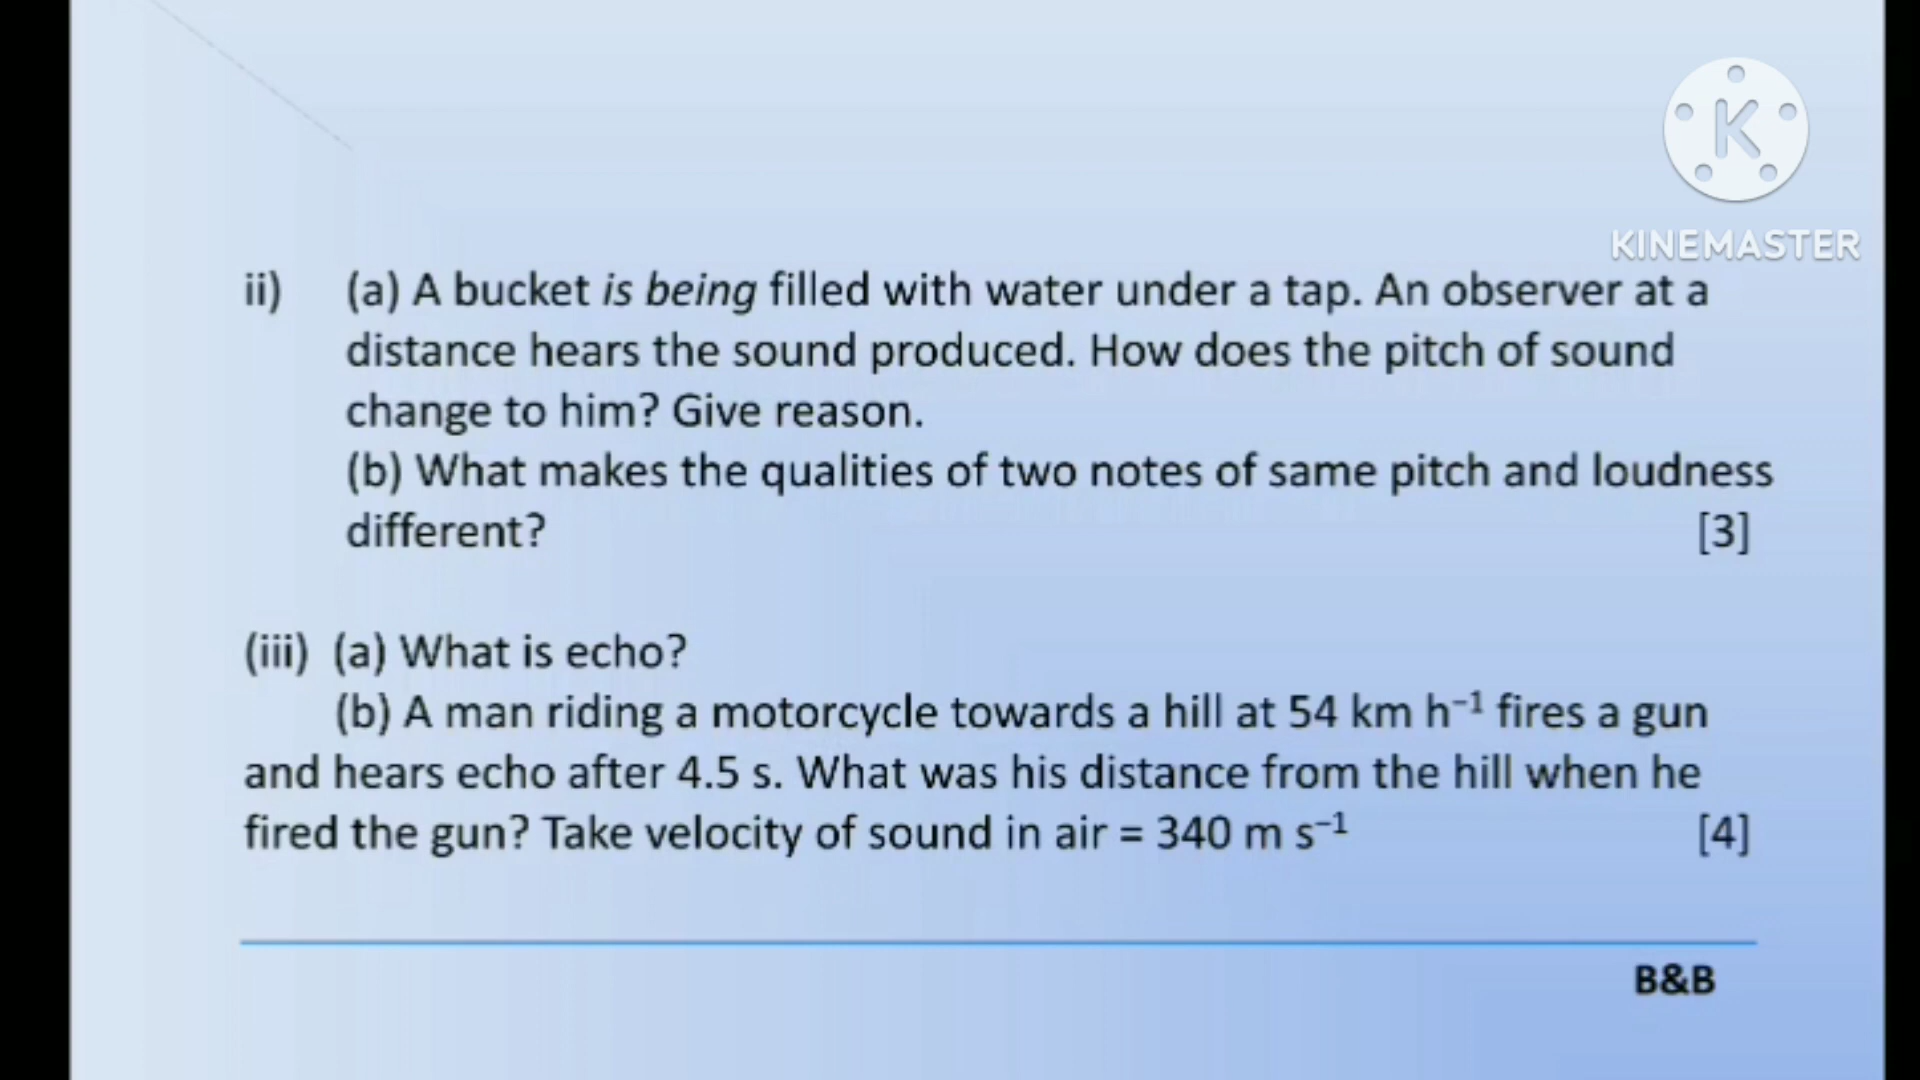 KINEMASTER
ii) (a) A bucket is being filled with water under a tap. An observer at a
distance hears the sound produced. How does the pitch of sound
change to him? Give reason.
(b) What makes the qualities of two notes of same pitch and loudness
different? [3]
(iii) (a) What is echo?
(b) A man riding a motorcycle towards a hill at 54 km h⁻¹ fires a gun
and hears echo after 4.5 s. What was his distance from the hill when he
fired the gun? Take velocity of sound in air = 340 m s⁻¹ [4]
B&B